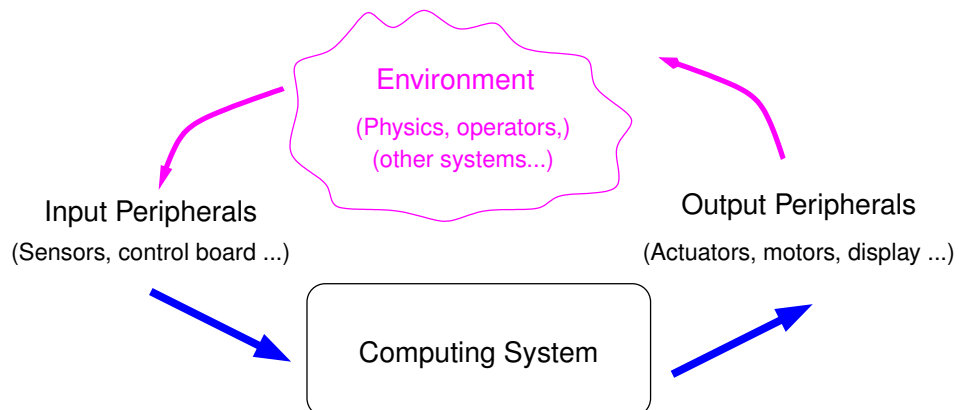 Environment
(Physics, operators,)
(other systems...)
Input Peripherals
(Sensors, control board ...)
Output Peripherals
(Actuators, motors, display ...)
Computing System